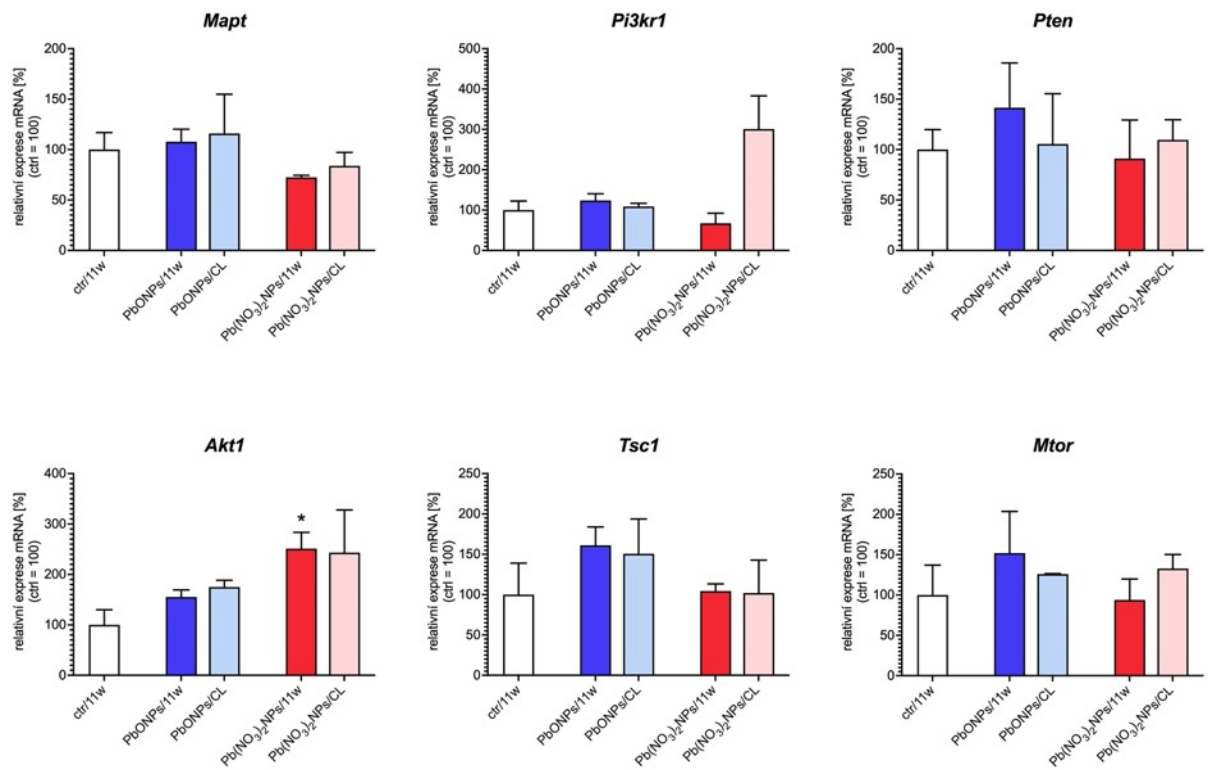 Mapt
relativní exprese mRNA [%]
(ctrl = 100)
200
150
100
50
0
ctr/11w
PbONPs/11w
PbONPs/CL
Pb(NO3)2NPs/11w
Pb(NO3)2NPs/CL
Pi3kr1
relativní exprese mRNA [%]
(ctrl = 100)
500
400
300
200
100
0
ctr/11w
PbONPs/11w
PbONPs/CL
Pb(NO3)2NPs/11w
Pb(NO3)2NPs/CL
Pten
relativní exprese mRNA [%]
(ctrl = 100)
200
150
100
50
0
ctr/11w
PbONPs/11w
PbONPs/CL
Pb(NO3)2NPs/11w
Pb(NO3)2NPs/CL
Akt1
relativní exprese mRNA [%]
(ctrl = 100)
400
300
200
100
0
*
ctr/11w
PbONPs/11w
PbONPs/CL
Pb(NO3)2NPs/11w
Pb(NO3)2NPs/CL
Tsc1
relativní exprese mRNA [%]
(ctrl = 100)
250
200
150
100
50
0
ctr/11w
PbONPs/11w
PbONPs/CL
Pb(NO3)2NPs/11w
Pb(NO3)2NPs/CL
Mtor
relativní exprese mRNA [%]
(ctrl = 100)
250
200
150
100
50
0
ctr/11w
PbONPs/11w
PbONPs/CL
Pb(NO3)2NPs/11w
Pb(NO3)2NPs/CL